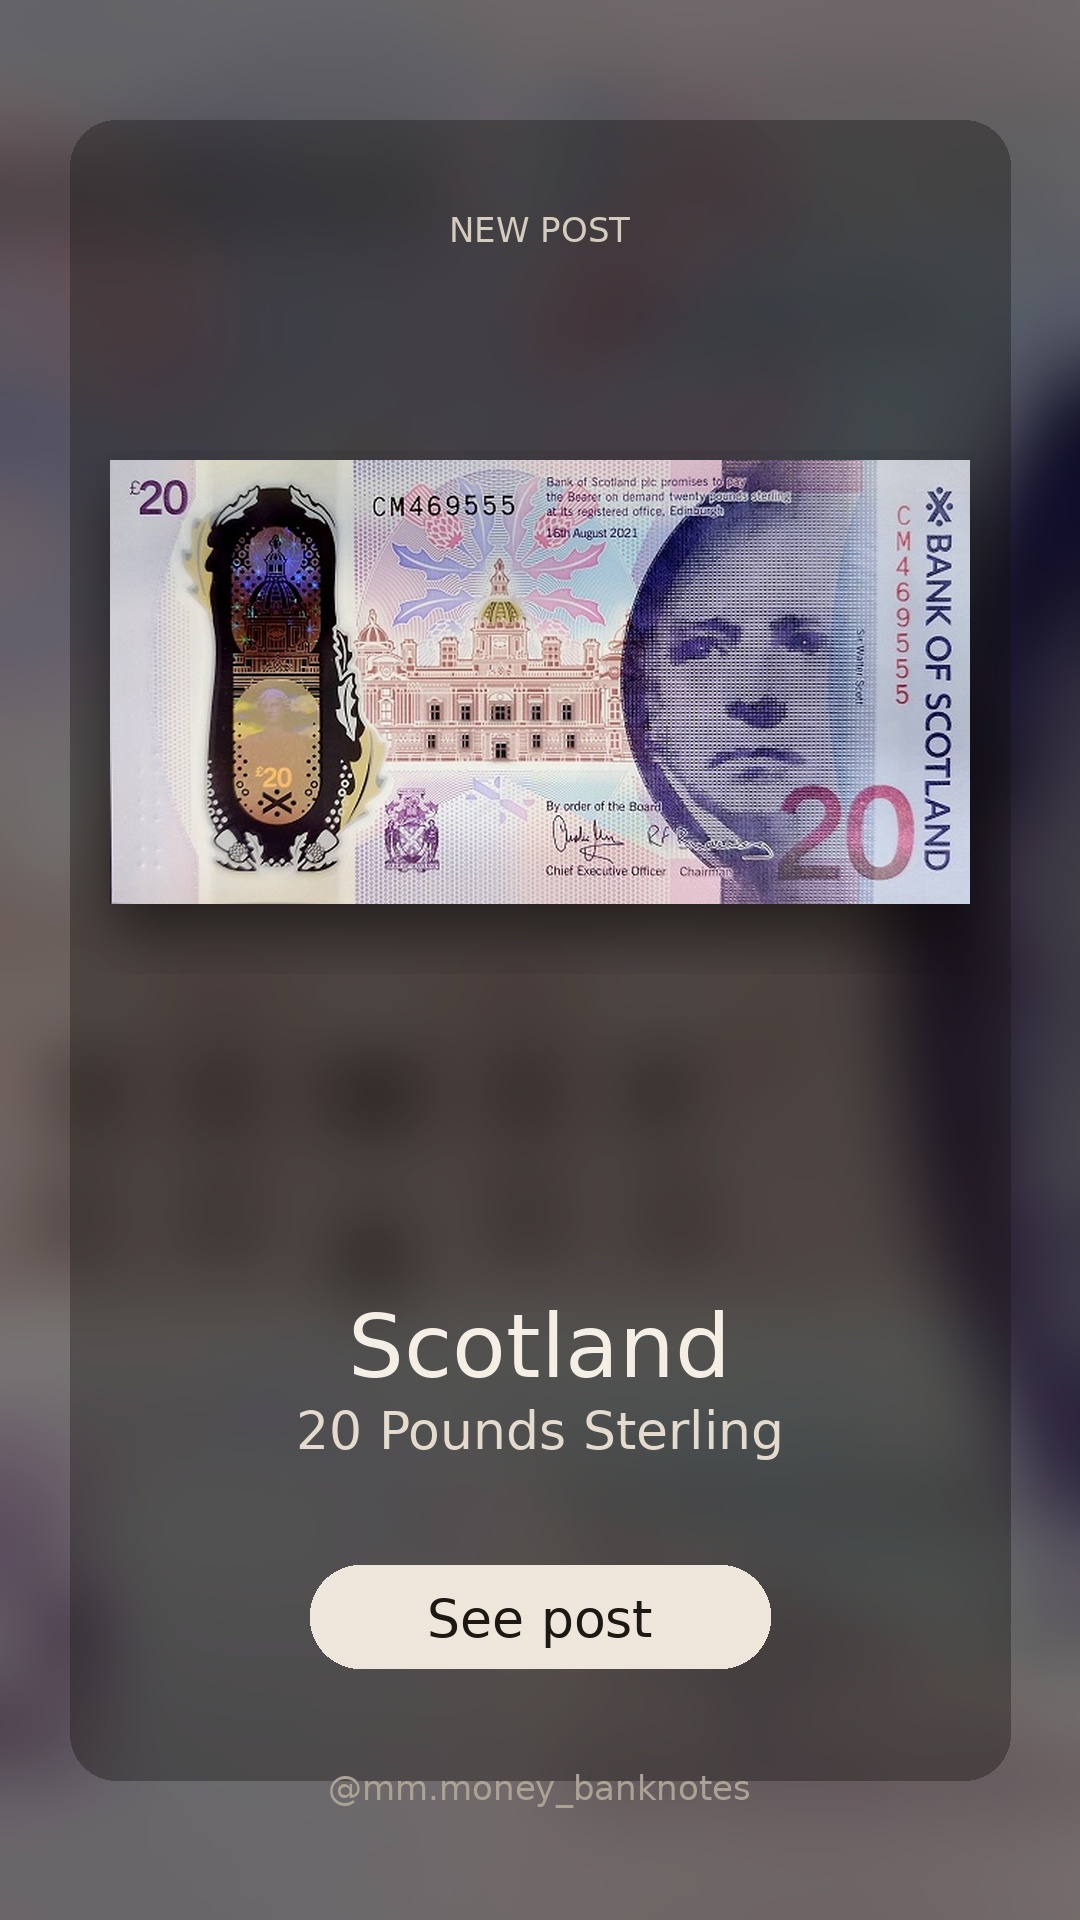 NEW POST
£20
CM469555
Bank of Scotland plc promises to pay
the Bearer on demand twenty pounds sterling
at its registered office, Edinburgh
16th August 2021
CM469555
BANK OF SCOTLAND
Sir Walter Scott
£20
By order of the Board
Chief Executive Officer Chairman
20
Scotland
20 Pounds Sterling
See post
@mm.money_banknotes